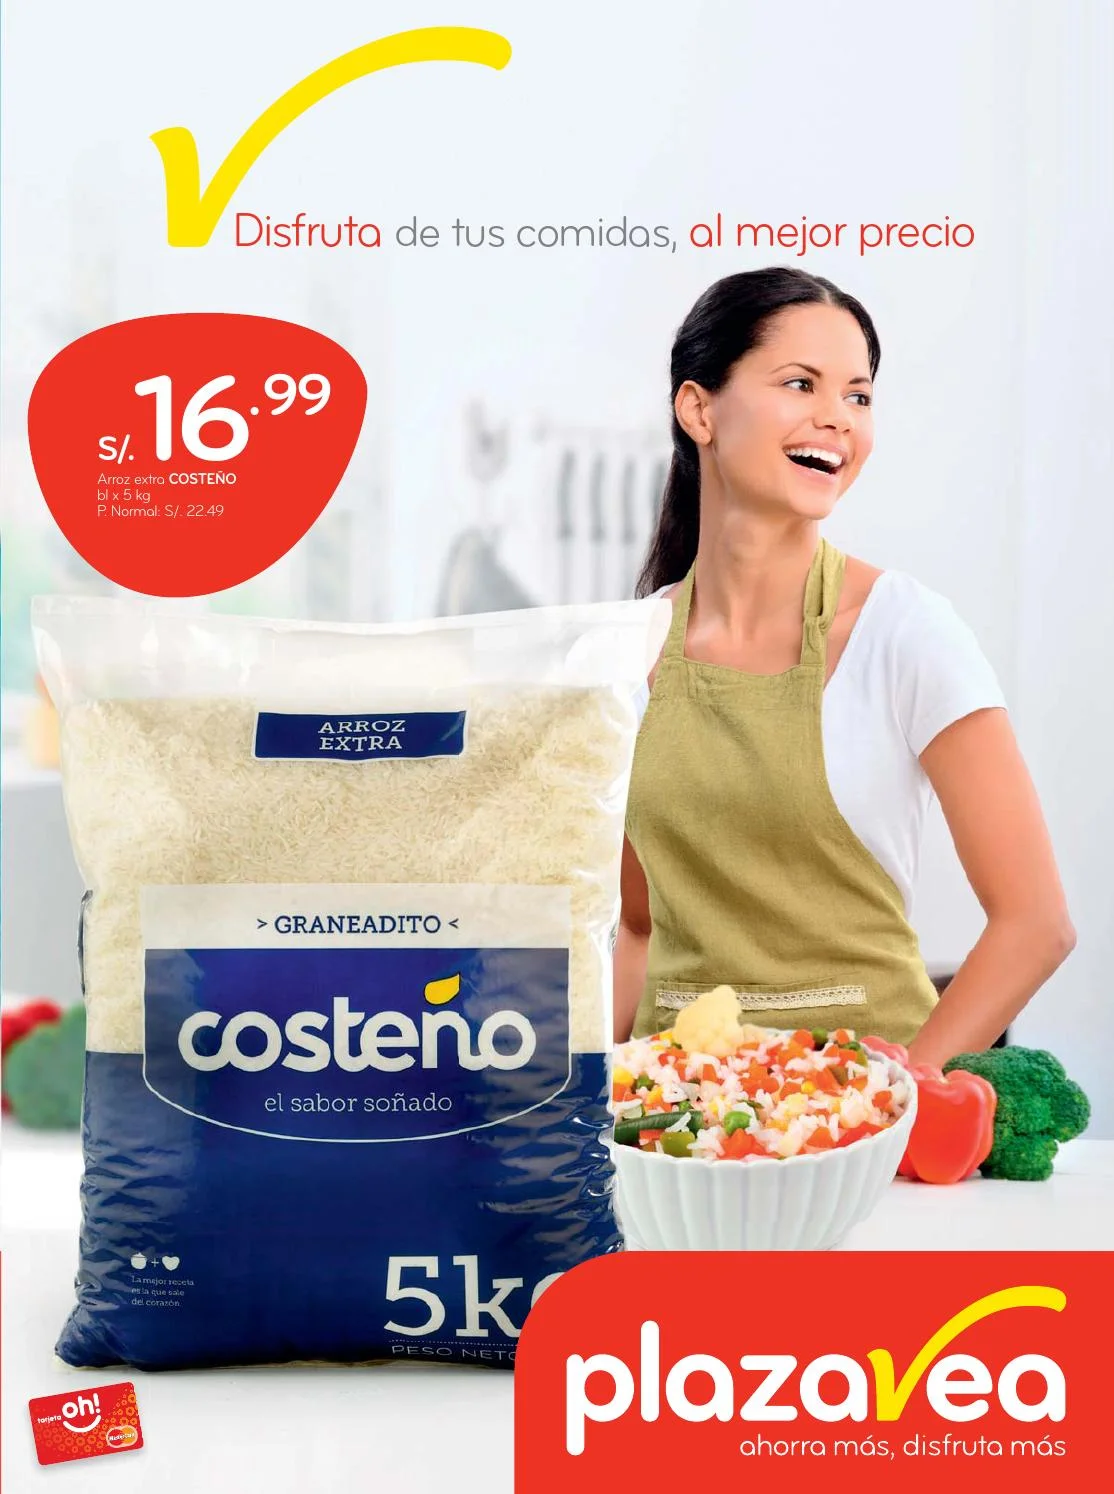 Disfruta de tus comidas, al mejor precio
S/. 16.99
Arroz extra COSTEÑO
bl x 5 kg
P. Normal: S/. 22.49
ARROZ
EXTRA
> GRANEADITO <
costeño
el sabor soñado
+
La mejor receta
es la que sale
del corazón.
5k
PESO NETO
tarjeta oh!
MasterCard
plazavea
ahorra más, disfruta más